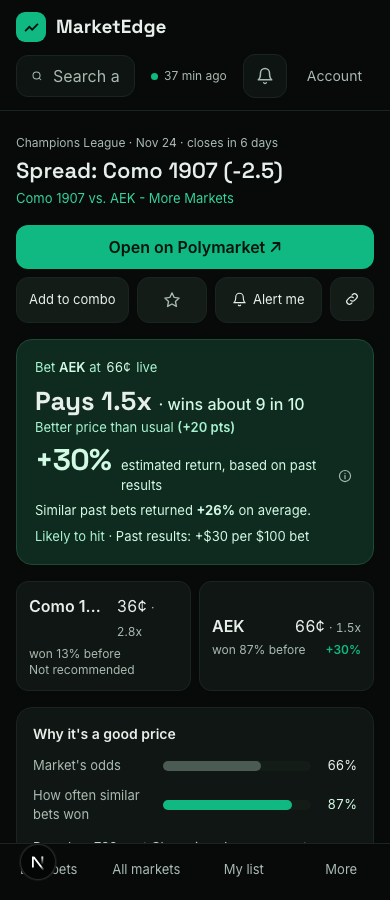 MarketEdge
Search a
37 min ago
Account
Champions League · Nov 24 · closes in 6 days
Spread: Como 1907 (-2.5)
Como 1907 vs. AEK - More Markets
Open on Polymarket ↗
Add to combo
Alert me
Bet AEK at 66¢ live
Pays 1.5x · wins about 9 in 10
Better price than usual (+20 pts)
+30% estimated return, based on past
results
Similar past bets returned +26% on average.
Likely to hit · Past results: +$30 per $100 bet
Como 1... 36¢ ·
2.8x
won 13% before
Not recommended
AEK 66¢ · 1.5x
won 87% before +30%
Why it's a good price
Market's odds 66%
How often similar
bets won
87%
N
bets
All markets
My list
More